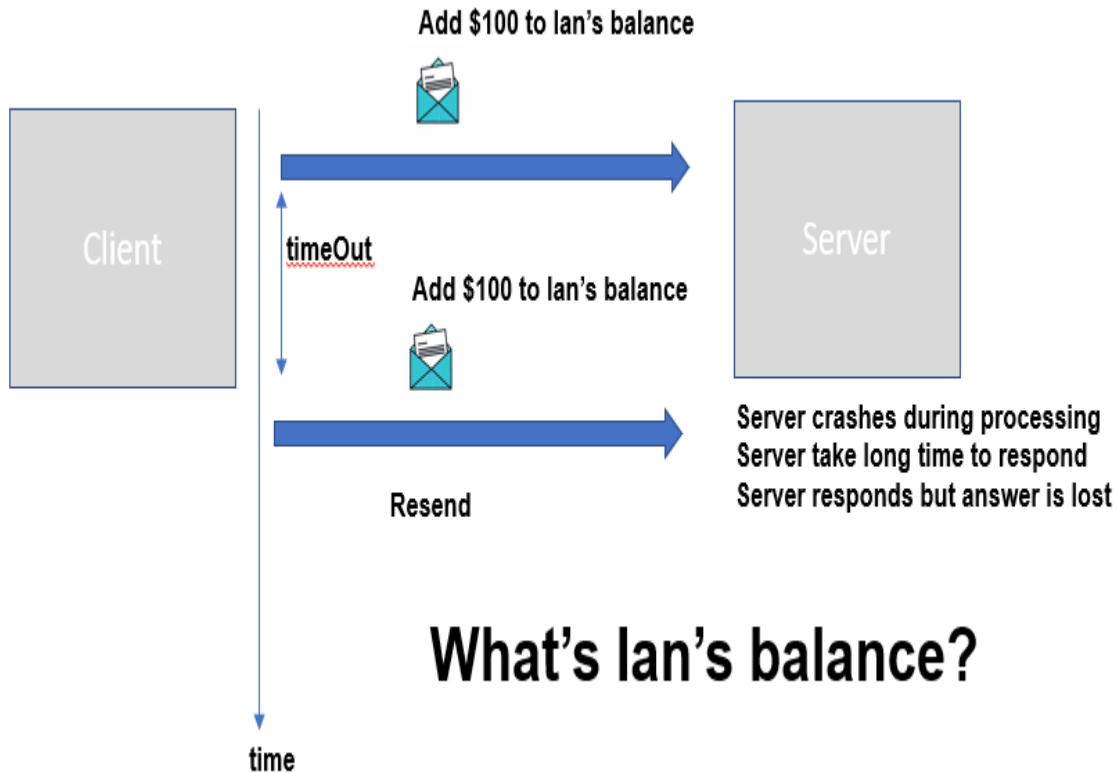 Add $100 to Ian's balance
Client
Server
timeOut
Add $100 to Ian's balance
Server crashes during processing
Server take long time to respond
Server responds but answer is lost
Resend
What's Ian's balance?
time